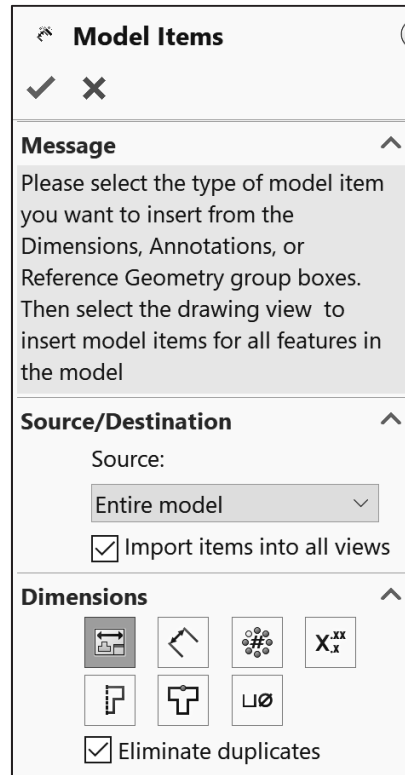 Model Items
Message
Please select the type of model item
you want to insert from the
Dimensions, Annotations, or
Reference Geometry group boxes.
Then select the drawing view to
insert model items for all features in
the model
Source/Destination
Source:
Entire model
Import items into all views
Dimensions
# X.xx .x
⊔Ø
Eliminate duplicates